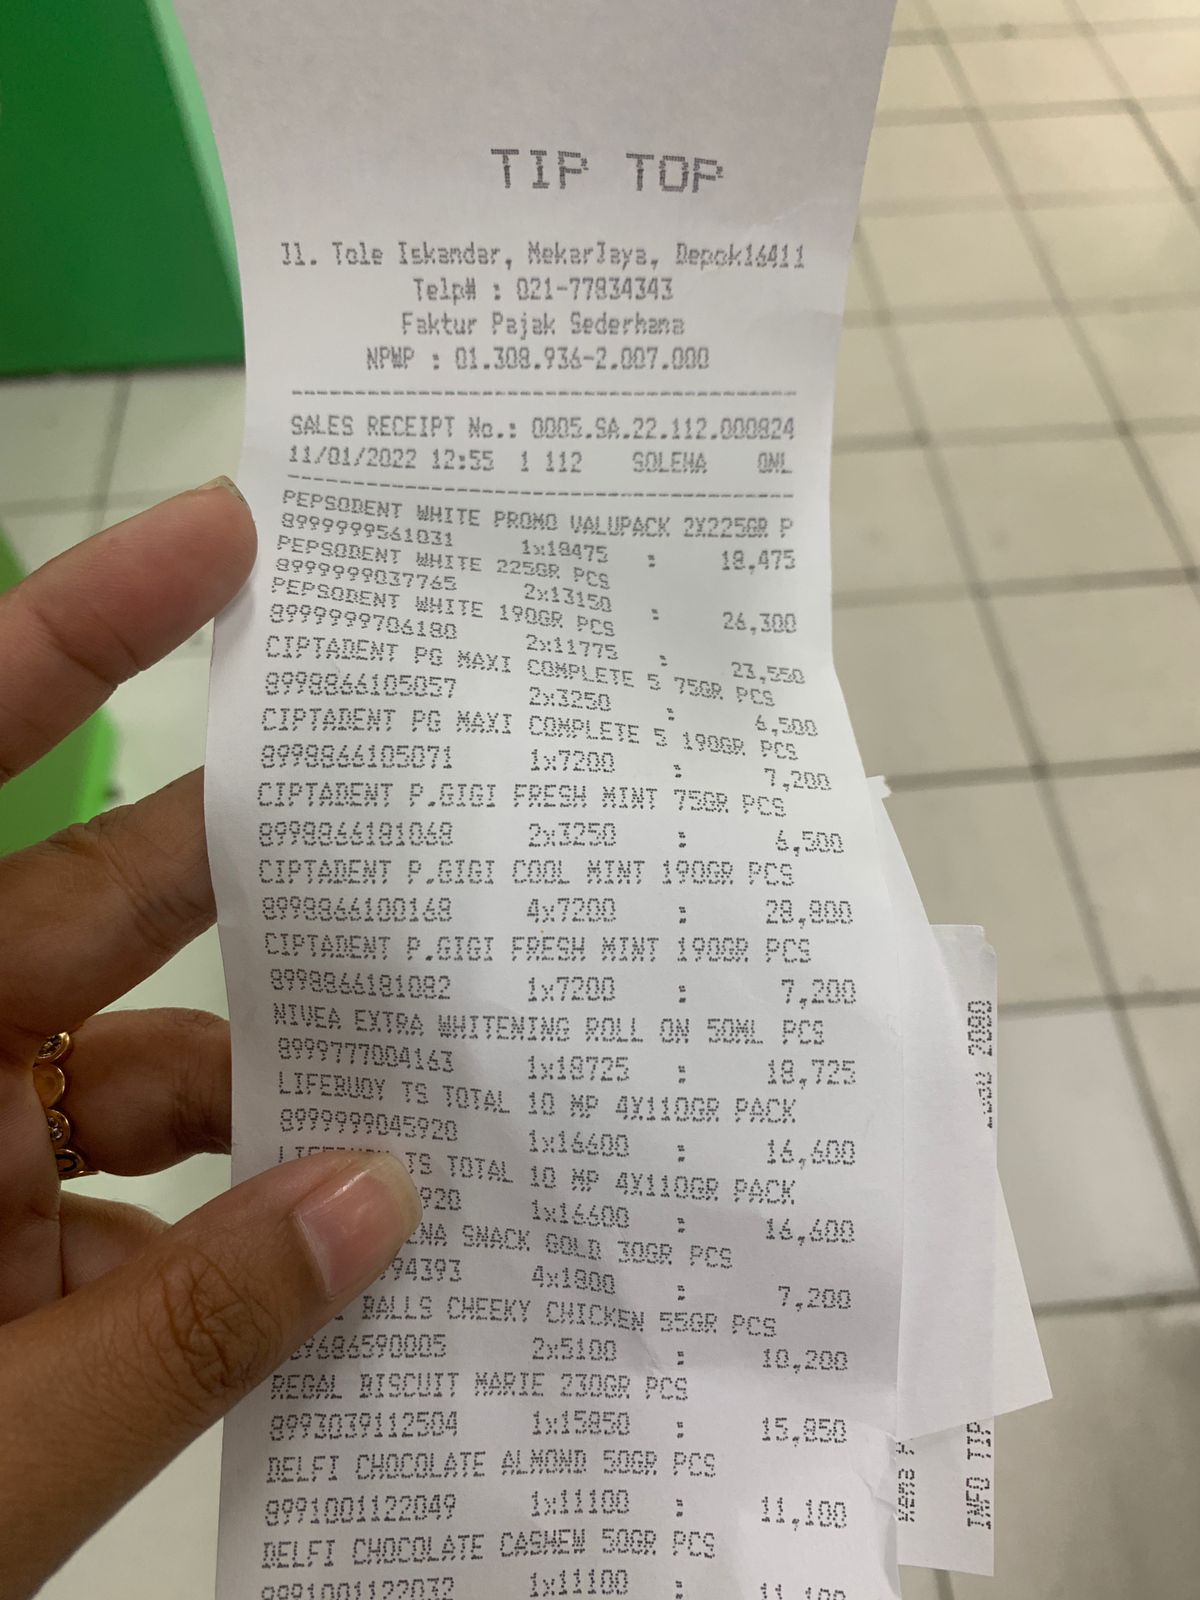 TIP TOP
Jl. Tole Iskandar, MekarJaya, Depok16411
Telp# : 021-77834343
Faktur Pajak Sederhana
NPWP : 01.308.936-2.007.000
SALES RECEIPT No.: 0005.SA.22.112.000824
11/01/2022 12:55 1 112 SOLEHA ONL
PEPSODENT WHITE PROMO VALUPACK 2X225GR P
8999999561031 1x18475 : 18,475
PEPSODENT WHITE 225GR PCS
8999999037765 2x13150 : 26,300
PEPSODENT WHITE 190GR PCS
8999999706180 2x11775 : 23,550
CIPTADENT PG MAXI COMPLETE 5 75GR PCS
8998866105057 2x3250 : 6,500
CIPTADENT PG MAXI COMPLETE 5 190GR PCS
8998866105071 1x7200 : 7,200
CIPTADENT P.GIGI FRESH MINT 75GR PCS
8998866181068 2x3250 : 6,500
CIPTADENT P.GIGI COOL MINT 190GR PCS
8998866100168 4x7200 : 28,800
CIPTADENT P.GIGI FRESH MINT 190GR PCS
8998866181082 1x7200 : 7,200
NIVEA EXTRA WHITENING ROLL ON 50ML PCS
8999777004163 1x18725 : 18,725
LIFEBUOY TS TOTAL 10 MP 4X110GR PACK
8999999045920 1x16600 : 16,600
LIFEBUOY TS TOTAL 10 MP 4X110GR PACK
920 1x16600 : 16,600
ENA SNACK GOLD 30GR PCS
94393 4x1800 : 7,200
BALLS CHEEKY CHICKEN 55GR PCS
9686590005 2x5100 : 10,200
REGAL BISCUIT MARIE 230GR PCS
8993039112504 1x15850 : 15,850
DELFI CHOCOLATE ALMOND 50GR PCS
8991001122049 1x11100 : 11,100
DELFI CHOCOLATE CASHEW 50GR PCS
8991001122032 1x11100 : 11,100
INFO TIP